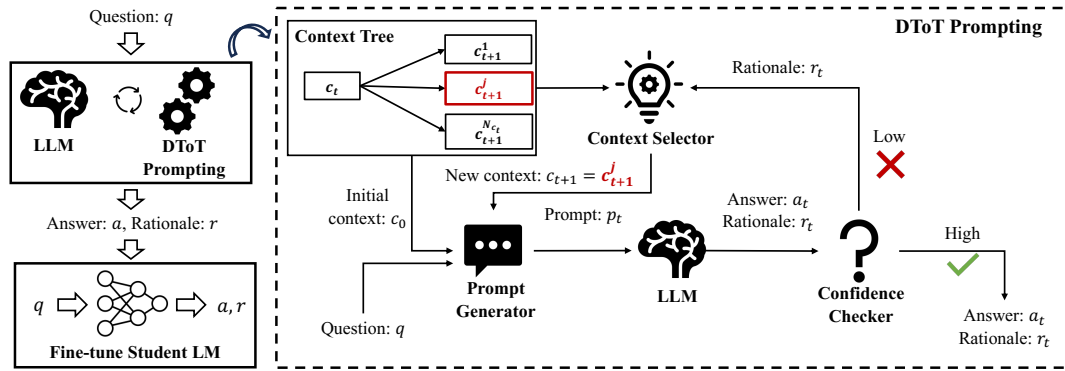 Question: q
LLM
DToT
Prompting
Answer: a, Rationale: r
q
a, r
Fine-tune Student LM
DToT Prompting
Context Tree
c_t
c_{t+1}^1
c_{t+1}^j
c_{t+1}^{N_{c_t}}
Context Selector
Rationale: r_t
Low
New context: c_{t+1} = c_{t+1}^j
Initial
context: c_0
Prompt: p_t
Answer: a_t
Rationale: r_t
High
Prompt
Generator
LLM
Confidence
Checker
Question: q
Answer: a_t
Rationale: r_t